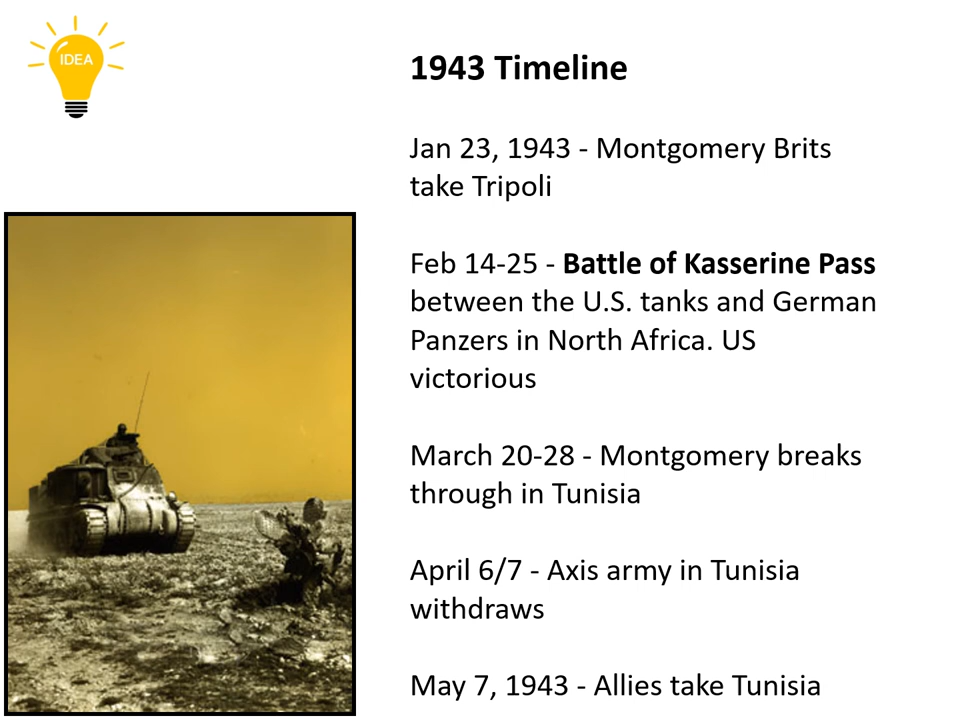 IDEA
1943 Timeline
Jan 23, 1943 - Montgomery Brits
take Tripoli
Feb 14-25 - Battle of Kasserine Pass
between the U.S. tanks and German
Panzers in North Africa. US
victorious
March 20-28 - Montgomery breaks
through in Tunisia
April 6/7 - Axis army in Tunisia
withdraws
May 7, 1943 - Allies take Tunisia